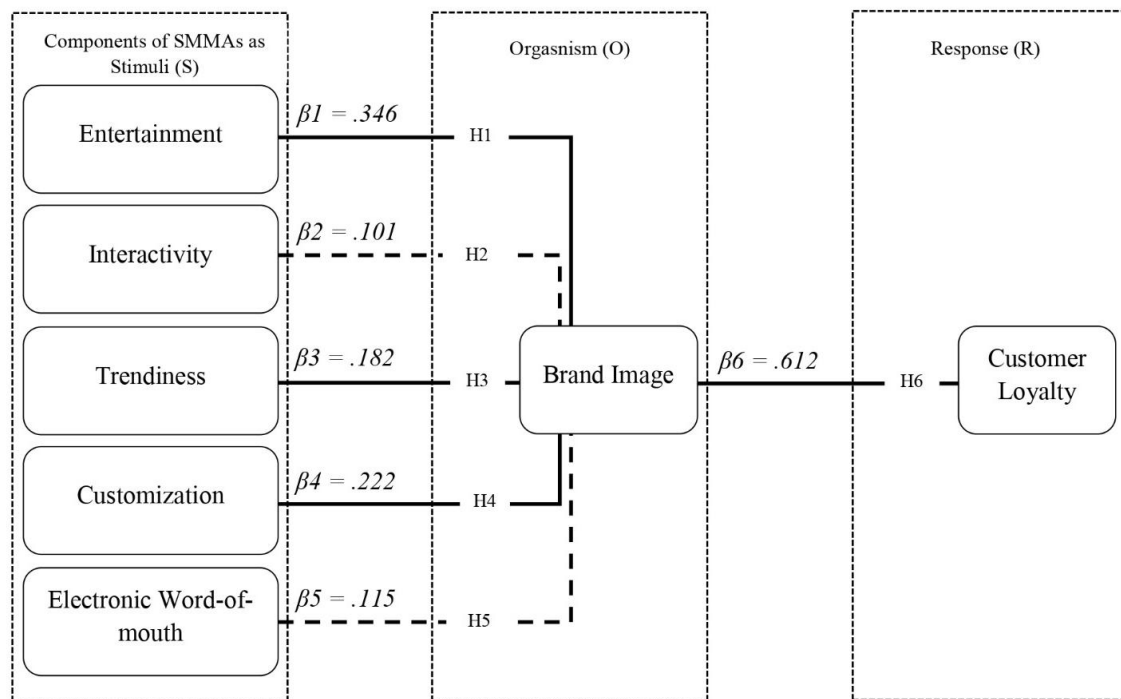 Components of SMMAs as
Stimuli (S)
Orgasnism (O)
Response (R)
Entertainment
β1 = .346
H1
Interactivity
β2 = .101
H2
Trendiness
β3 = .182
H3
Brand Image
β6 = .612
H6
Customer
Loyalty
Customization
β4 = .222
H4
Electronic Word-of-
mouth
β5 = .115
H5